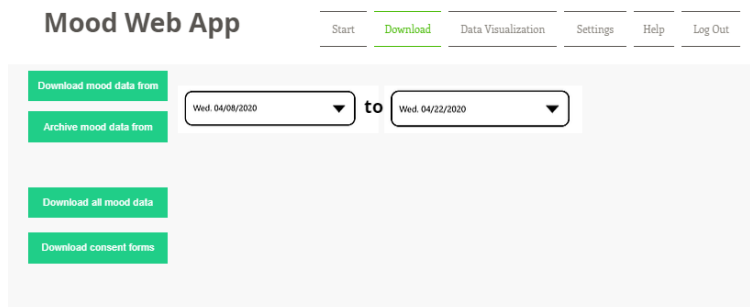 Mood Web App
Start Download Data Visualization Settings Help Log Out
Download mood data from
Archive mood data from
Wed. 04/08/2020 to Wed. 04/22/2020
Download all mood data
Download consent forms